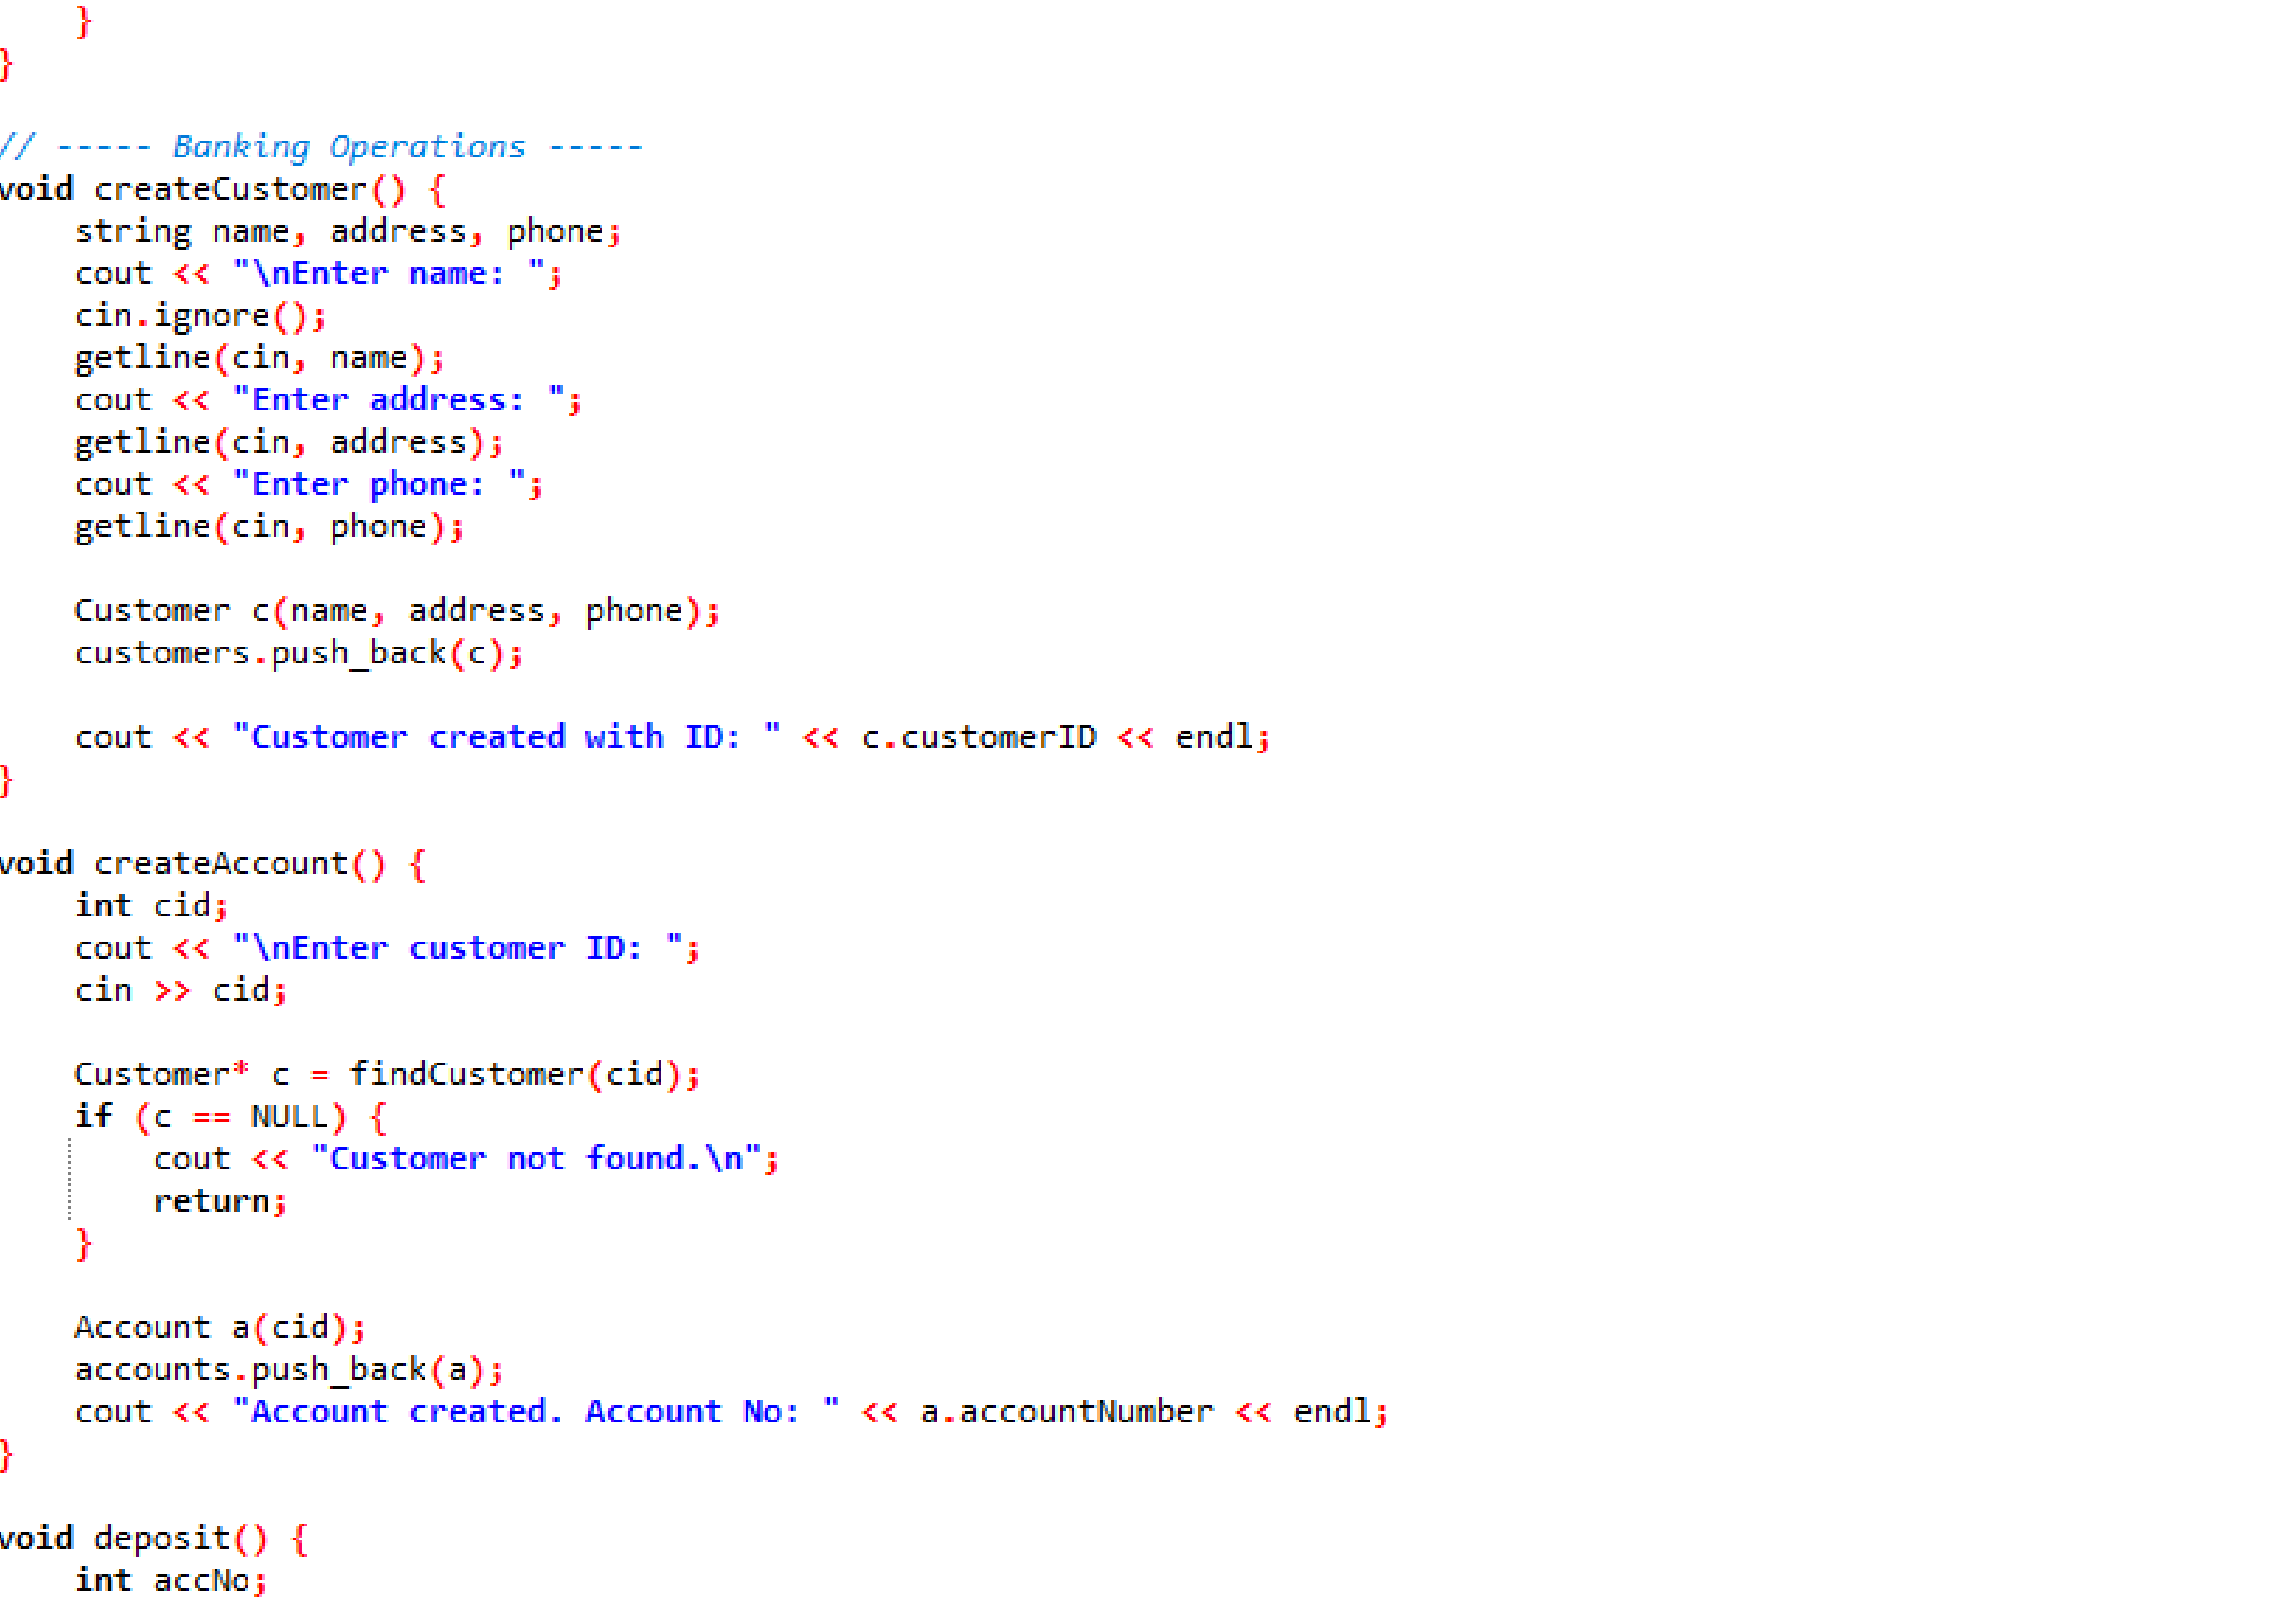 }
}

// ----- Banking Operations -----
void createCustomer() {
    string name, address, phone;
    cout << "\nEnter name: ";
    cin.ignore();
    getline(cin, name);
    cout << "Enter address: ";
    getline(cin, address);
    cout << "Enter phone: ";
    getline(cin, phone);

    Customer c(name, address, phone);
    customers.push_back(c);

    cout << "Customer created with ID: " << c.customerID << endl;
}

void createAccount() {
    int cid;
    cout << "\nEnter customer ID: ";
    cin >> cid;

    Customer* c = findCustomer(cid);
    if (c == NULL) {
        cout << "Customer not found.\n";
        return;
    }

    Account a(cid);
    accounts.push_back(a);
    cout << "Account created. Account No: " << a.accountNumber << endl;
}

void deposit() {
    int accNo;